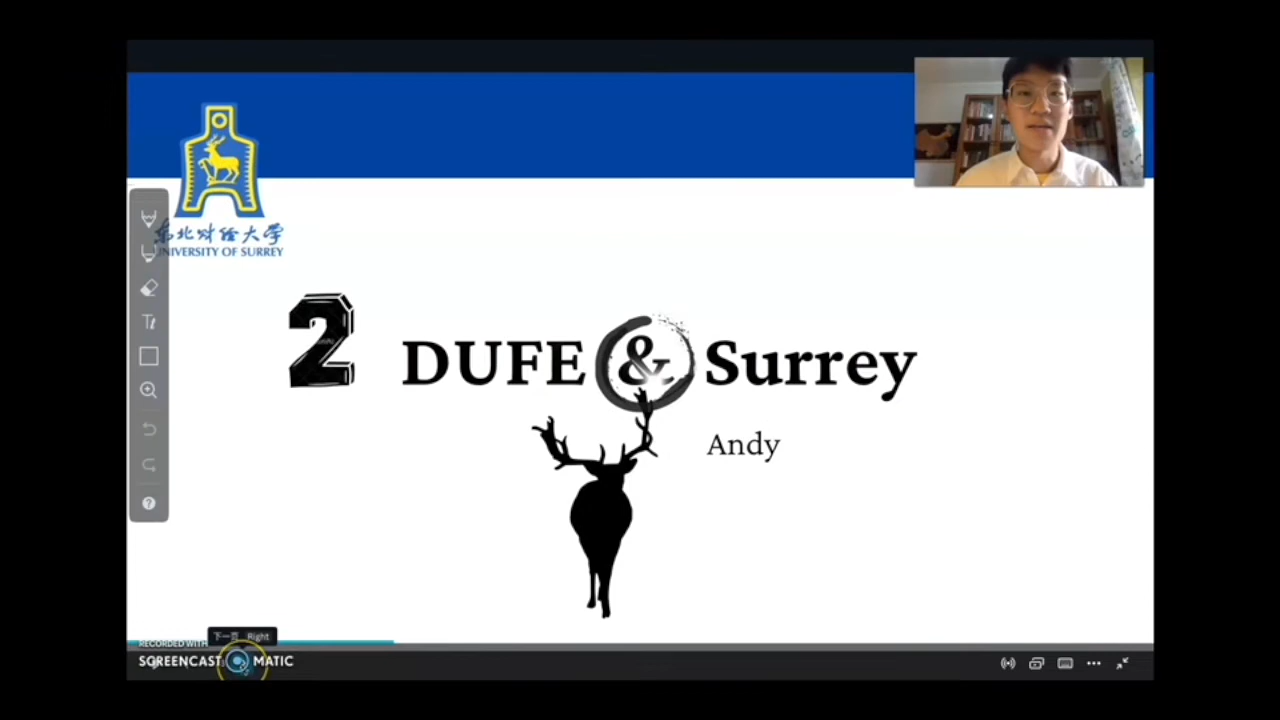 东北财经大学
UNIVERSITY OF SURREY
2 DUFE & Surrey
Andy
Tt
?
下一页 Right
RECORDED WITH
SCREENCAST MATIC